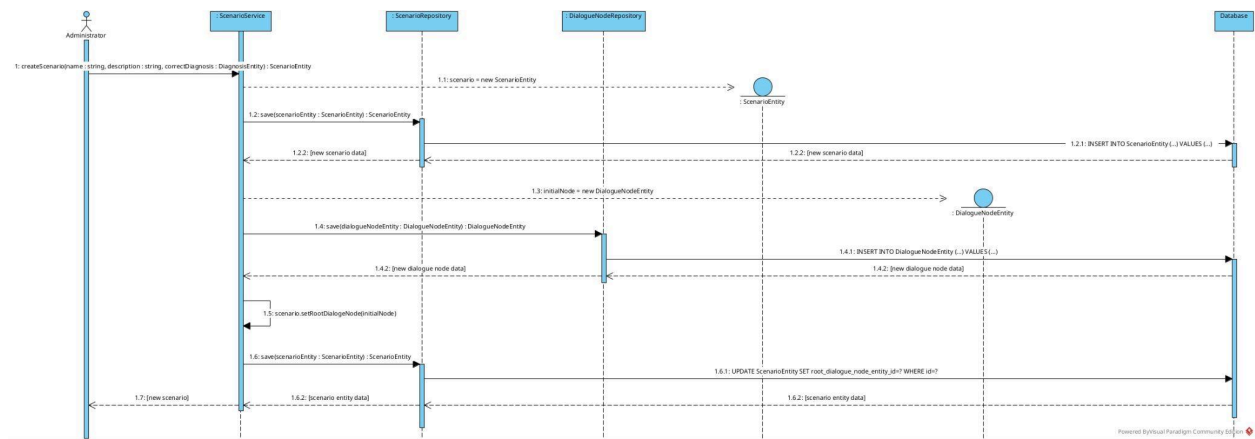 : ScenarioService
: ScenarioRepository
: DialogueNodeRepository
Database
Administrator
1: createScenario(name : string, description : string, correctDiagnosis : DiagnosisEntity) : ScenarioEntity
1.1: scenario = new ScenarioEntity
: ScenarioEntity
1.2: save(scenarioEntity : ScenarioEntity) : ScenarioEntity
1.2.1: INSERT INTO ScenarioEntity (...) VALUES (...)
1.2.2: [new scenario data]
1.2.2: [new scenario data]
1.3: initialNode = new DialogueNodeEntity
: DialogueNodeEntity
1.4: save(dialogueNodeEntity : DialogueNodeEntity) : DialogueNodeEntity
1.4.1: INSERT INTO DialogueNodeEntity (...) VALUES (...)
1.4.2: [new dialogue node data]
1.4.2: [new dialogue node data]
1.5: scenario.setRootDialogeNode(initialNode)
1.6: save(scenarioEntity : ScenarioEntity) : ScenarioEntity
1.6.1: UPDATE ScenarioEntity SET root_dialogue_node_entity_id=? WHERE id=?
1.7: [new scenario]
1.6.2: [scenario entity data]
1.6.2: [scenario entity data]
Powered ByVisual Paradigm Community Edition